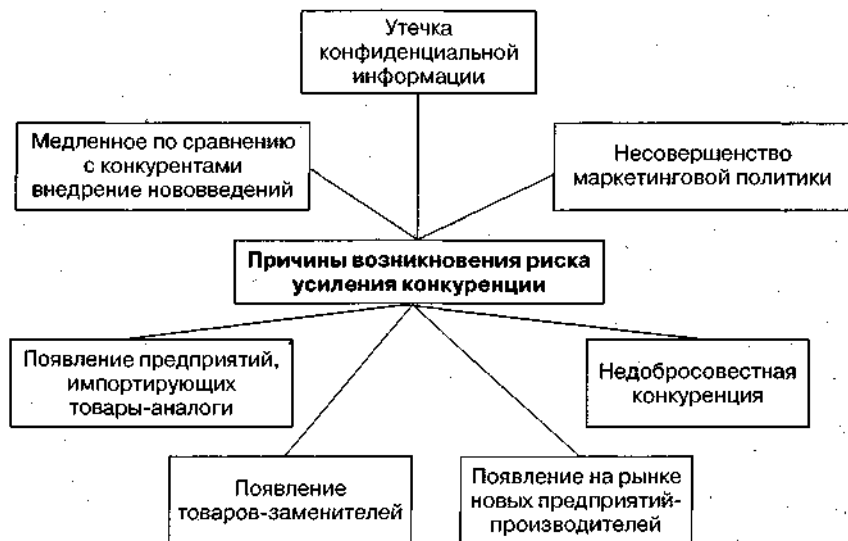 Утечка
конфиденциальной
информации
Медленное по сравнению
с конкурентами
внедрение нововведений
Несовершенство
маркетинговой политики
Причины возникновения риска
усиления конкуренции
Появление предприятий,
импортирующих
товары-аналоги
Недобросовестная
конкуренция
Появление
товаров-заменителей
Появление на рынке
новых предприятий-
производителей